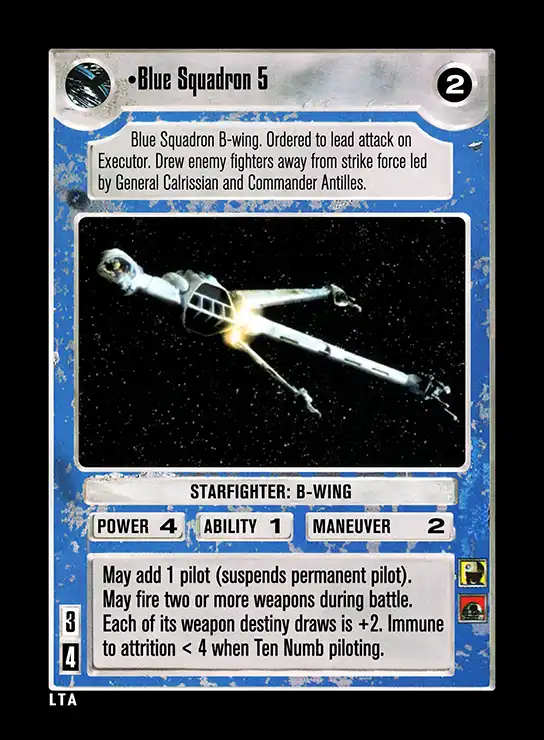 •Blue Squadron 5
2
Blue Squadron B-wing. Ordered to lead attack on
Executor. Drew enemy fighters away from strike force led
by General Calrissian and Commander Antilles.
STARFIGHTER: B-WING
POWER 4 ABILITY 1 MANEUVER 2
May add 1 pilot (suspends permanent pilot).
May fire two or more weapons during battle.
Each of its weapon destiny draws is +2. Immune
to attrition < 4 when Ten Numb piloting.
3
4
LTA